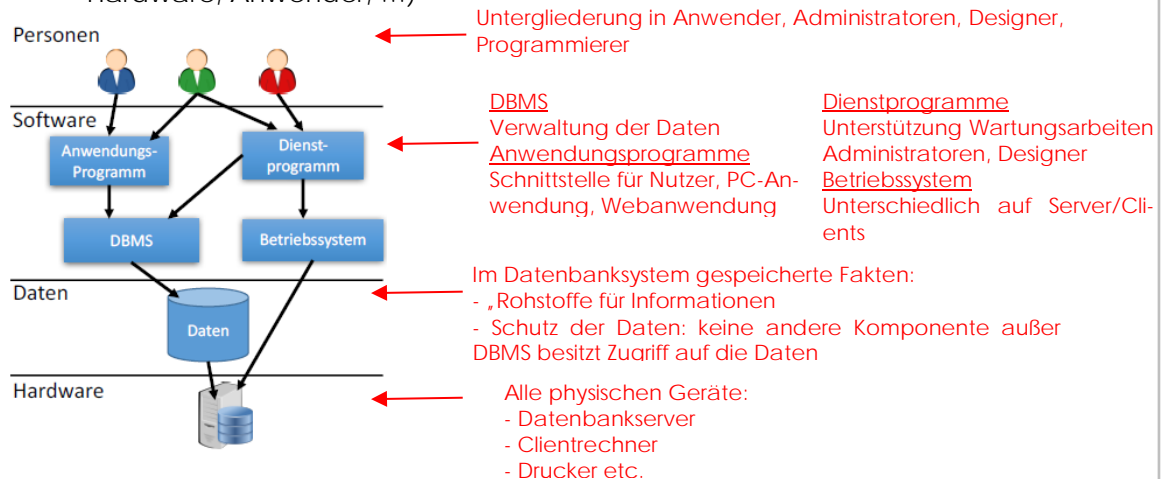 Hardware, Anwender, ...)
Personen
Untergliederung in Anwender, Administratoren, Designer,
Programmierer
Software
Anwendungs-
Programm
Dienst-
programm
DBMS
Betriebssystem
DBMS
Verwaltung der Daten
Anwendungsprogramme
Schnittstelle für Nutzer, PC-An-
wendung, Webanwendung
Dienstprogramme
Unterstützung Wartungsarbeiten
Administratoren, Designer
Betriebssystem
Unterschiedlich auf Server/Cli-
ents
Daten
Daten
Im Datenbanksystem gespeicherte Fakten:
- „Rohstoffe für Informationen
- Schutz der Daten: keine andere Komponente außer
DBMS besitzt Zugriff auf die Daten
Hardware
Alle physischen Geräte:
- Datenbankserver
- Clientrechner
- Drucker etc.